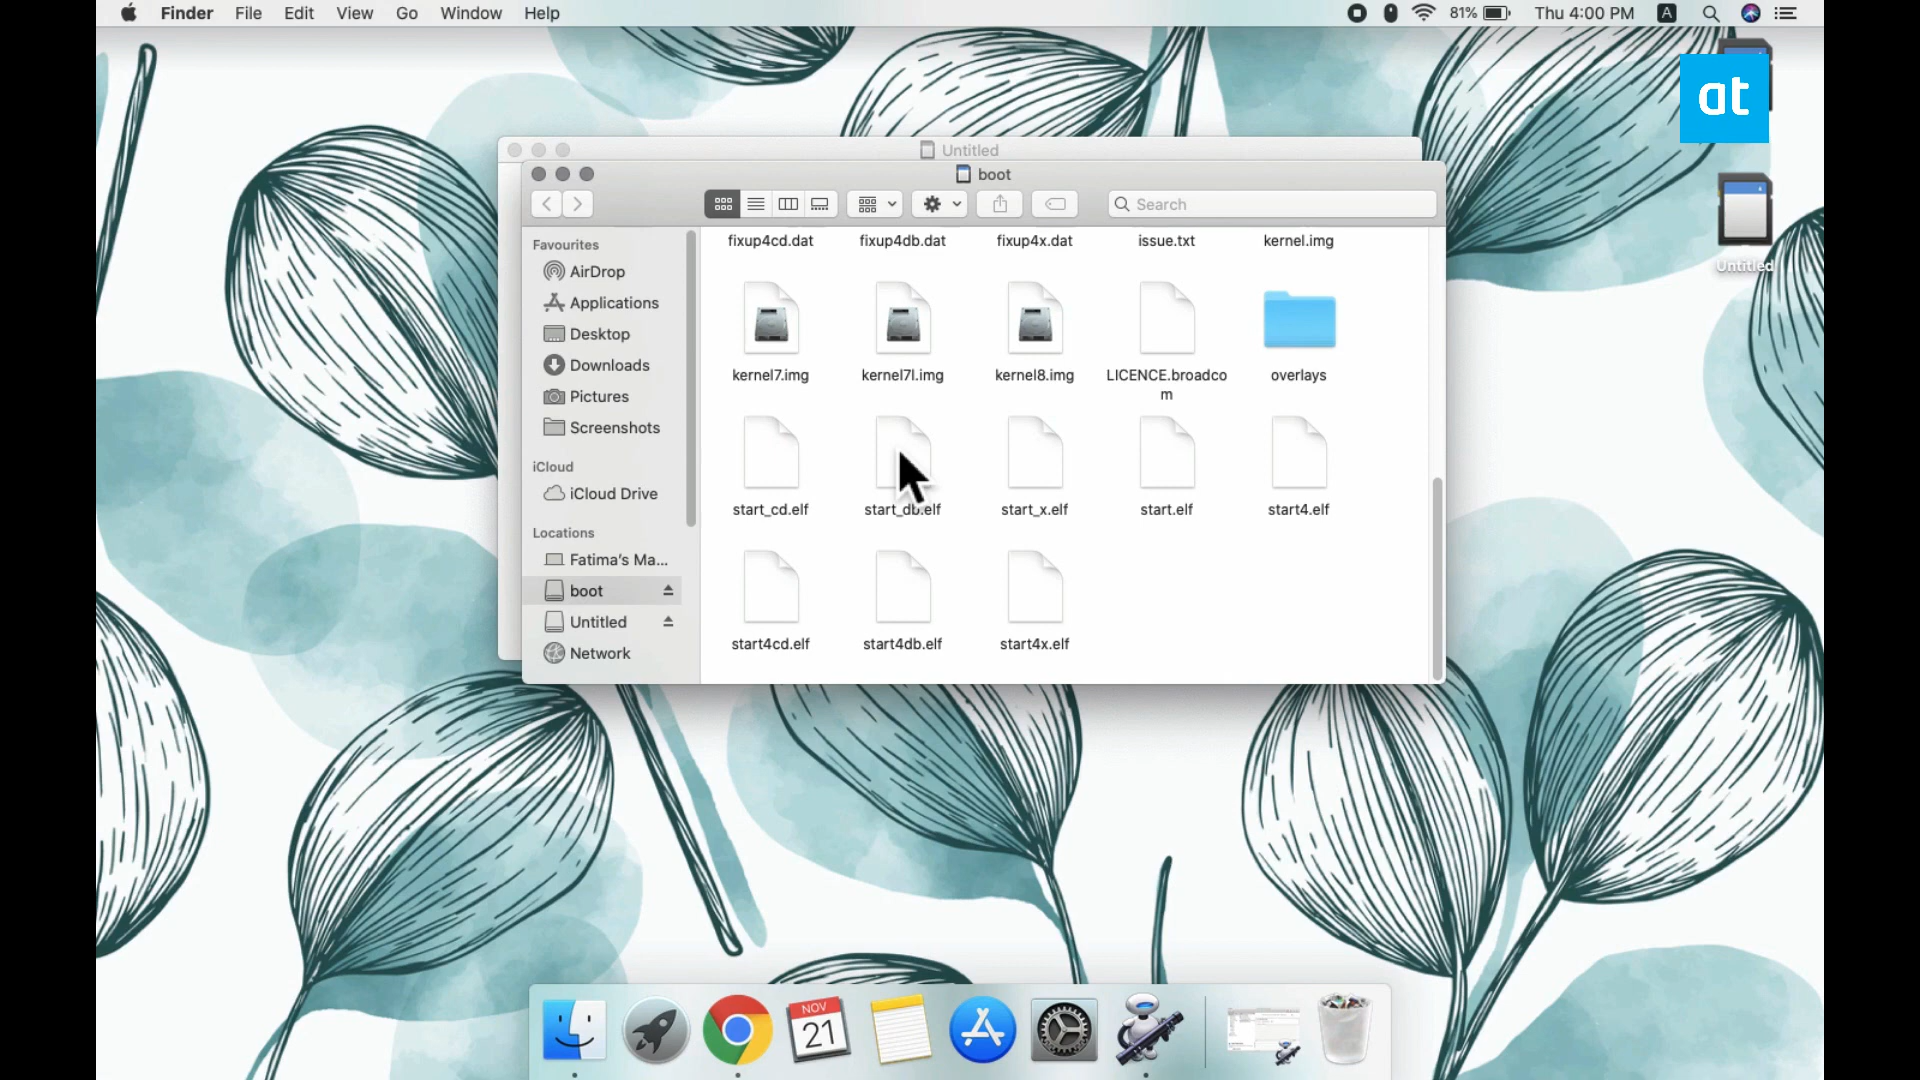 Finder File Edit View Go Window Help
81% Thu 4:00 PM A
at
Untitled
boot
Search
Favourites
AirDrop
Applications
Desktop
Downloads
Pictures
Screenshots
iCloud
iCloud Drive
Locations
Fatima's Ma...
boot
Untitled
Network
fixup4cd.dat fixup4db.dat fixup4x.dat issue.txt kernel.img
kernel7.img kernel7l.img kernel8.img LICENCE.broadco
m
overlays
start_cd.elf start_db.elf start_x.elf start.elf start4.elf
start4cd.elf start4db.elf start4x.elf
Untitled
NOV
21